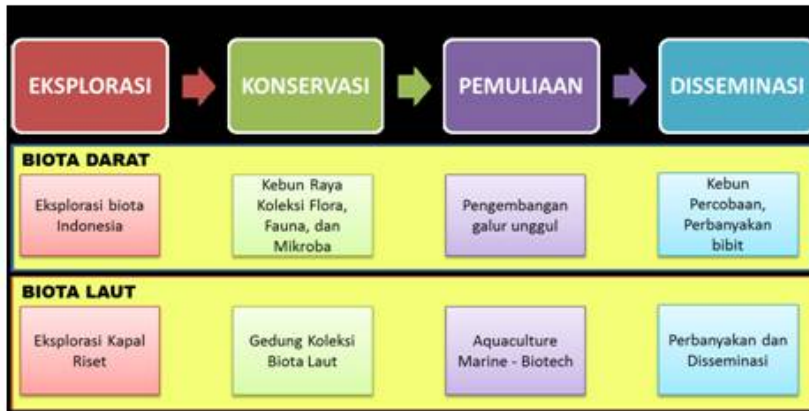 EKSPLORASI
KONSERVASI
PEMULIAAN
DISSEMINASI
BIOTA DARAT
Eksplorasi biota
Indonesia
Kebun Raya
Koleksi Flora,
Fauna, dan
Mikroba
Pengembangan
galur unggul
Kebun
Percobaan,
Perbanyakan
bibit
BIOTA LAUT
Eksplorasi Kapal
Riset
Gedung Koleksi
Biota Laut
Aquaculture
Marine - Biotech
Perbanyakan dan
Disseminasi